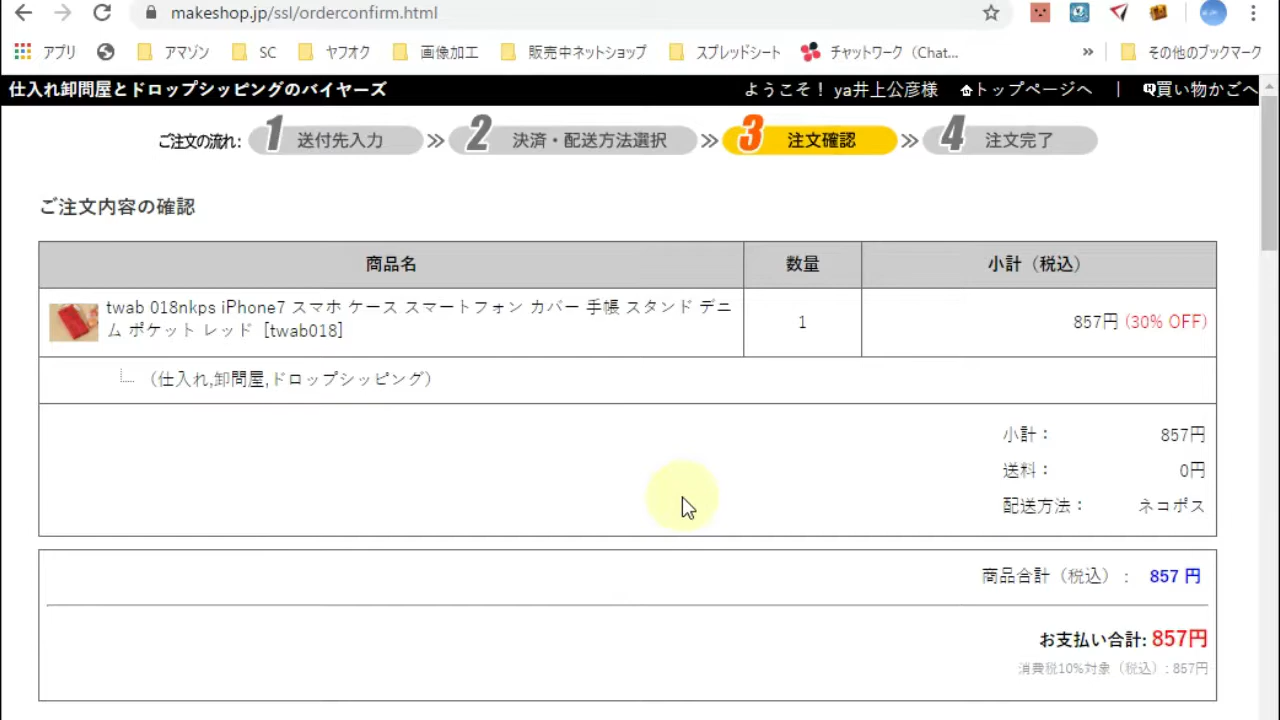 makeshop.jp/ssl/orderconfirm.html
アプリ アマゾン SC ヤフオク 画像加工 販売中ネットショップ スプレッドシート チャットワーク（Chat... » その他のブックマーク
仕入れ卸問屋とドロップシッピングのバイヤーズ ようこそ！ ya井上公彦様 トップページへ | 買い物かごへ
ご注文の流れ: 1 送付先入力 2 決済・配送方法選択 3 注文確認 4 注文完了
ご注文内容の確認
商品名 数量 小計（税込）
twab 018nkps iPhone7 スマホ ケース スマートフォン カバー 手帳 スタンド デニ
ム ポケット レッド [twab018]
1
857円 (30% OFF)
（仕入れ,卸問屋,ドロップシッピング）
小計： 857円
送料： 0円
配送方法： ネコポス
商品合計（税込）： 857 円
お支払い合計: 857円
消費税10%対象（税込）: 857円